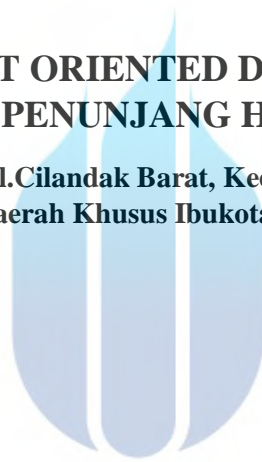 T ORIENTED D
PENUNJANG H
l.Cilandak Barat, Kec
aerah Khusus Ibukota